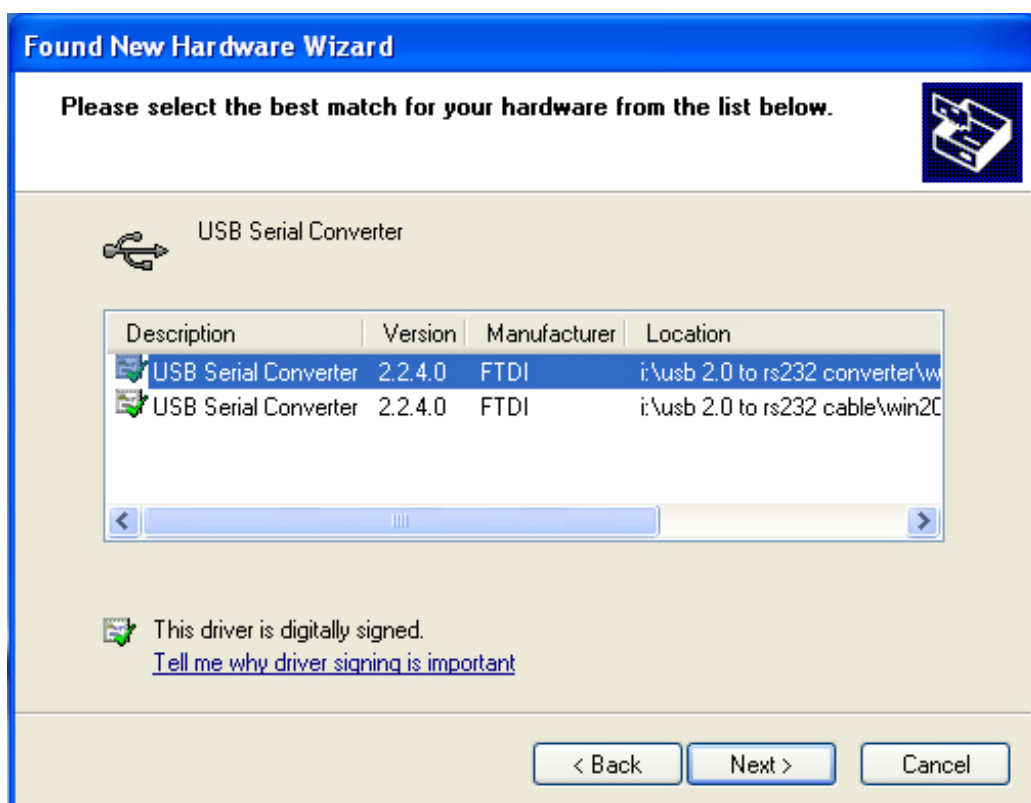 Found New Hardware Wizard
Please select the best match for your hardware from the list below.
USB Serial Converter
Description Version Manufacturer Location
USB Serial Converter 2.2.4.0 FTDI i:\usb 2.0 to rs232 converter\w
USB Serial Converter 2.2.4.0 FTDI i:\usb 2.0 to rs232 cable\win20
This driver is digitally signed.
Tell me why driver signing is important
< Back Next > Cancel